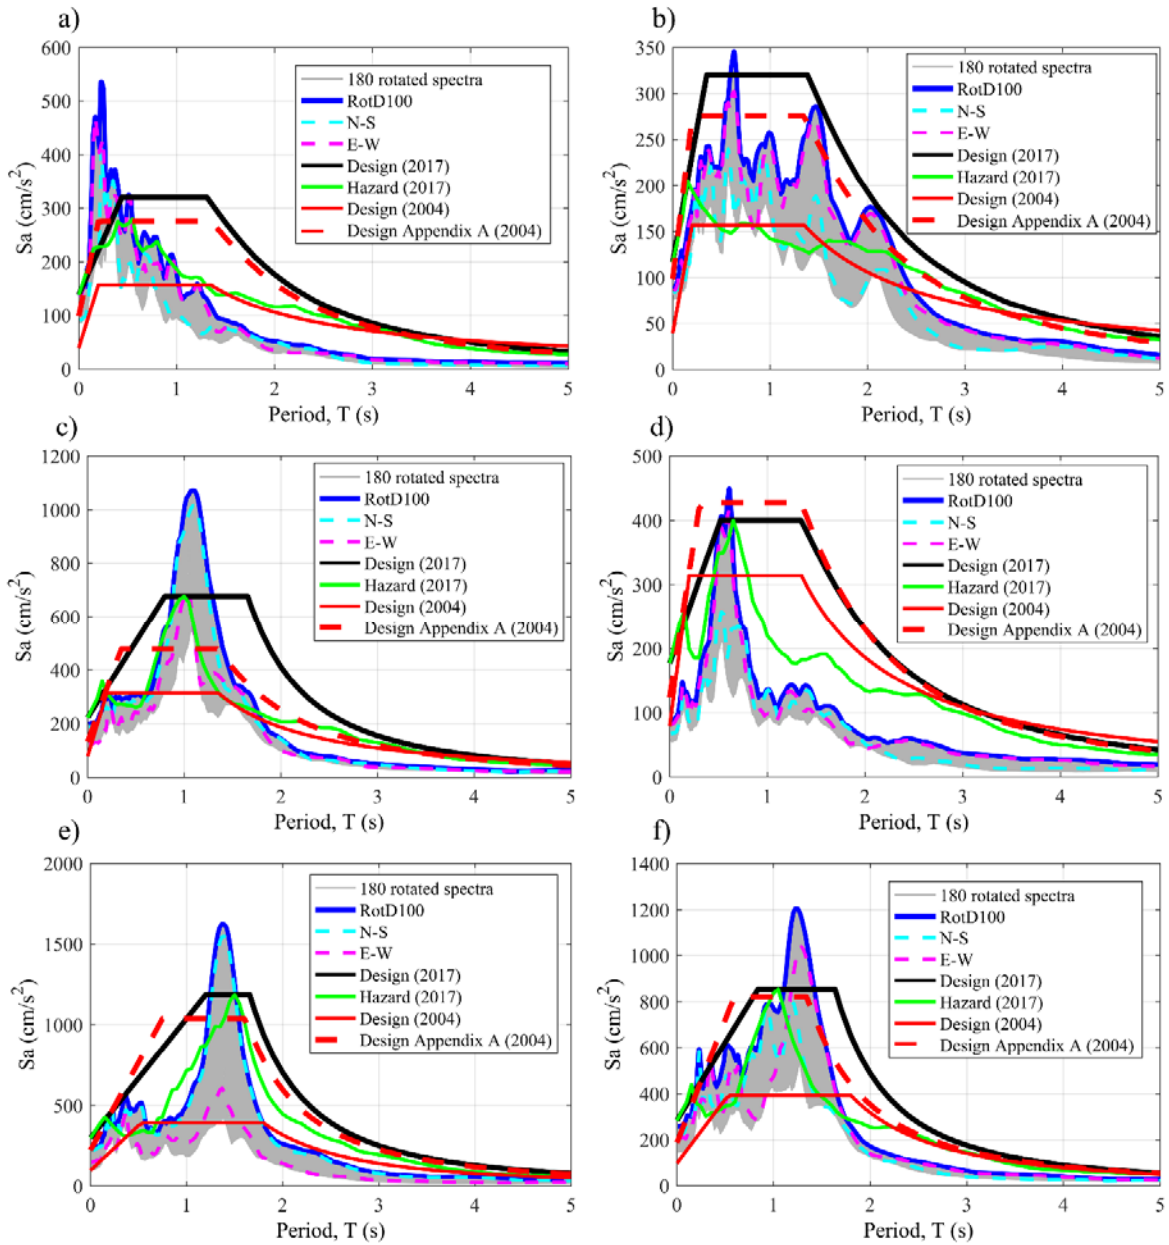 a)
600
500
400
300
200
100
0
0 1 2 3 4 5
Sa (cm/s²)
Period, T (s)
180 rotated spectra
RotD100
N-S
E-W
Design (2017)
Hazard (2017)
Design (2004)
Design Appendix A (2004)
b)
350
300
250
200
150
100
50
0
0 1 2 3 4 5
Sa (cm/s²)
Period, T (s)
180 rotated spectra
RotD100
N-S
E-W
Design (2017)
Hazard (2017)
Design (2004)
Design Appendix A (2004)
c)
1200
1000
800
600
400
200
0
0 1 2 3 4 5
Sa (cm/s²)
Period, T (s)
180 rotated spectra
RotD100
N-S
E-W
Design (2017)
Hazard (2017)
Design (2004)
Design Appendix A (2004)
d)
500
400
300
200
100
0
0 1 2 3 4 5
Sa (cm/s²)
Period, T (s)
180 rotated spectra
RotD100
N-S
E-W
Design (2017)
Hazard (2017)
Design (2004)
Design Appendix A (2004)
e)
2000
1500
1000
500
0
0 1 2 3 4 5
Sa (cm/s²)
Period, T (s)
180 rotated spectra
RotD100
N-S
E-W
Design (2017)
Hazard (2017)
Design (2004)
Design Appendix A (2004)
f)
1400
1200
1000
800
600
400
200
0
0 1 2 3 4 5
Sa (cm/s²)
Period, T (s)
180 rotated spectra
RotD100
N-S
E-W
Design (2017)
Hazard (2017)
Design (2004)
Design Appendix A (2004)